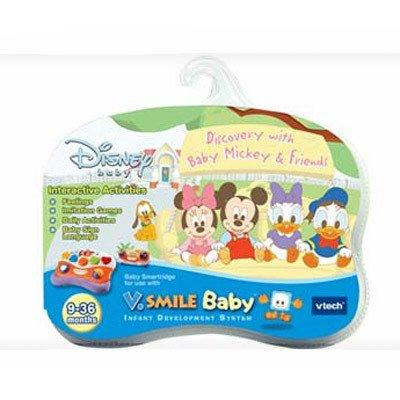 Disney
baby
Discovery with
Baby Mickey & Friends
Interactive Activities
Feelings
Imitation Games
Daily Activities
Baby Sign
Language
9-36
months
Baby Smartridge
for use with
V.SMILE Baby
INFANT DEVELOPMENT SYSTEM
vtech